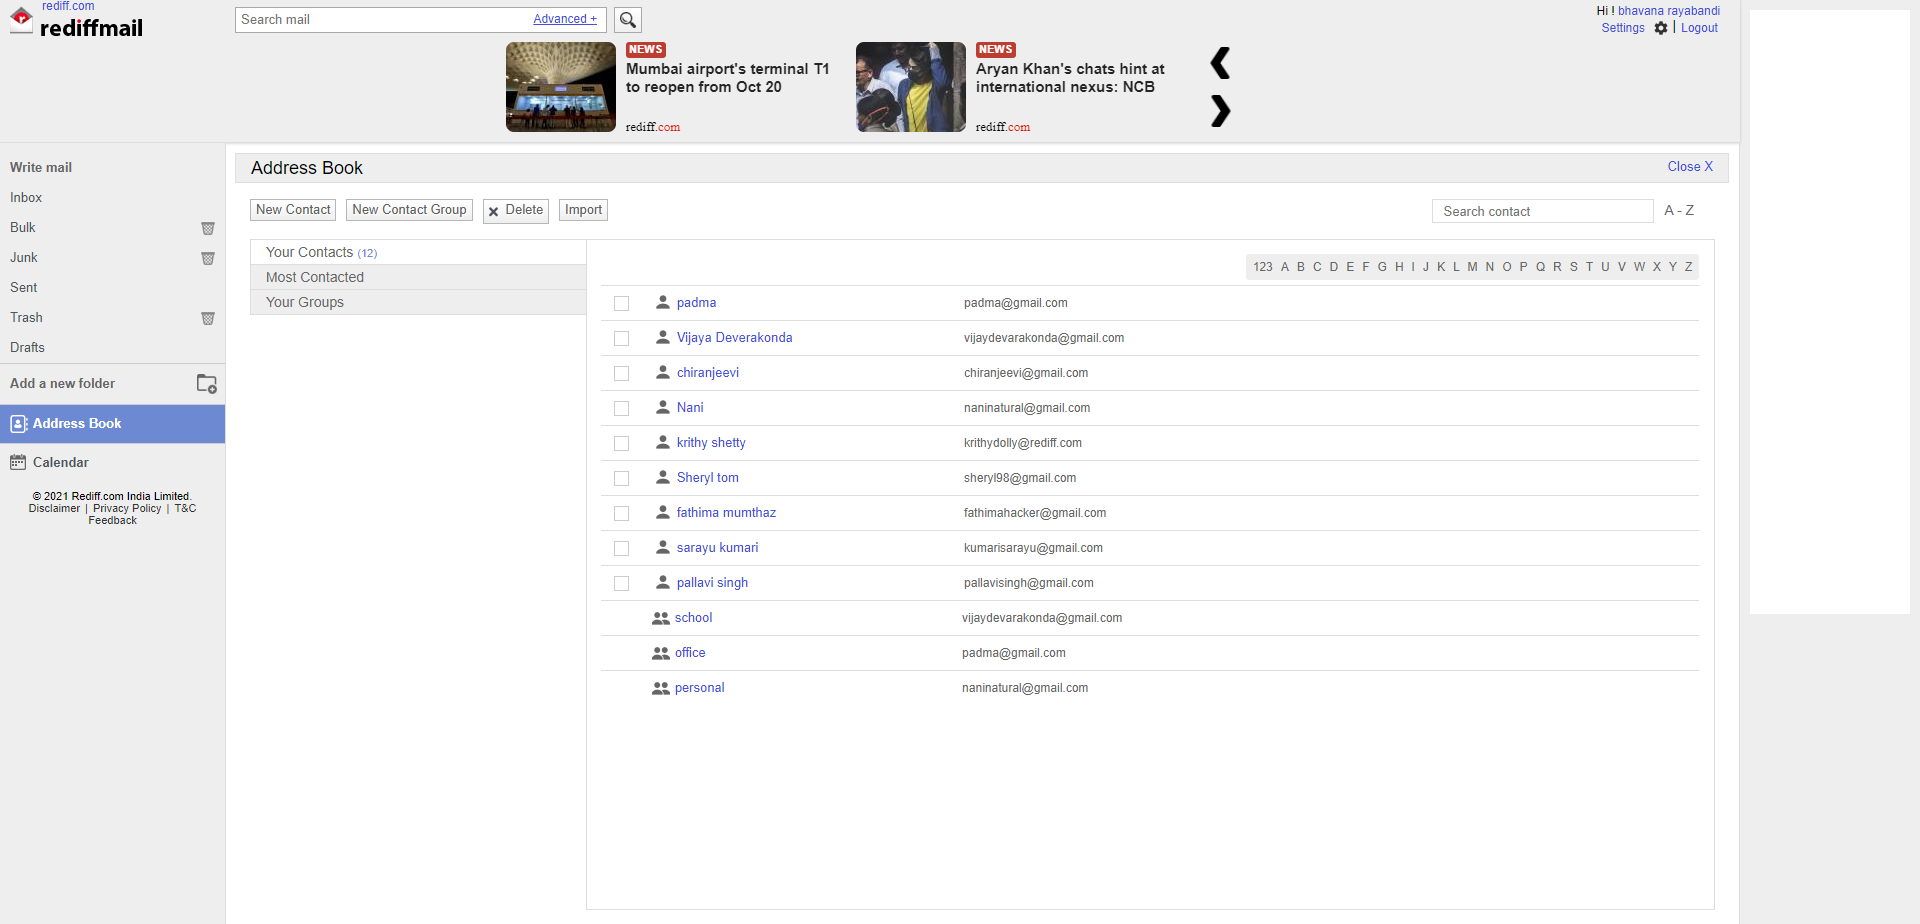 rediff.com
rediffmail
Search mail
Advanced +
Hi ! bhavana rayabandi
Settings | Logout
NEWS
Mumbai airport's terminal T1
to reopen from Oct 20
rediff.com
NEWS
Aryan Khan's chats hint at
international nexus: NCB
rediff.com
Write mail
Inbox
Bulk
Junk
Sent
Trash
Drafts
Add a new folder
Address Book
Calendar
© 2021 Rediff.com India Limited.
Disclaimer | Privacy Policy | T&C
Feedback
Address Book
Close X
New Contact
New Contact Group
Delete
Import
Search contact
A - Z
Your Contacts (12)
Most Contacted
Your Groups
123 A B C D E F G H I J K L M N O P Q R S T U V W X Y Z
padma padma@gmail.com
Vijaya Deverakonda vijaydevarakonda@gmail.com
chiranjeevi chiranjeevi@gmail.com
Nani naninatural@gmail.com
krithy shetty krithydolly@rediff.com
Sheryl tom sheryl98@gmail.com
fathima mumthaz fathimahacker@gmail.com
sarayu kumari kumarisarayu@gmail.com
pallavi singh pallavisingh@gmail.com
school vijaydevarakonda@gmail.com
office padma@gmail.com
personal naninatural@gmail.com